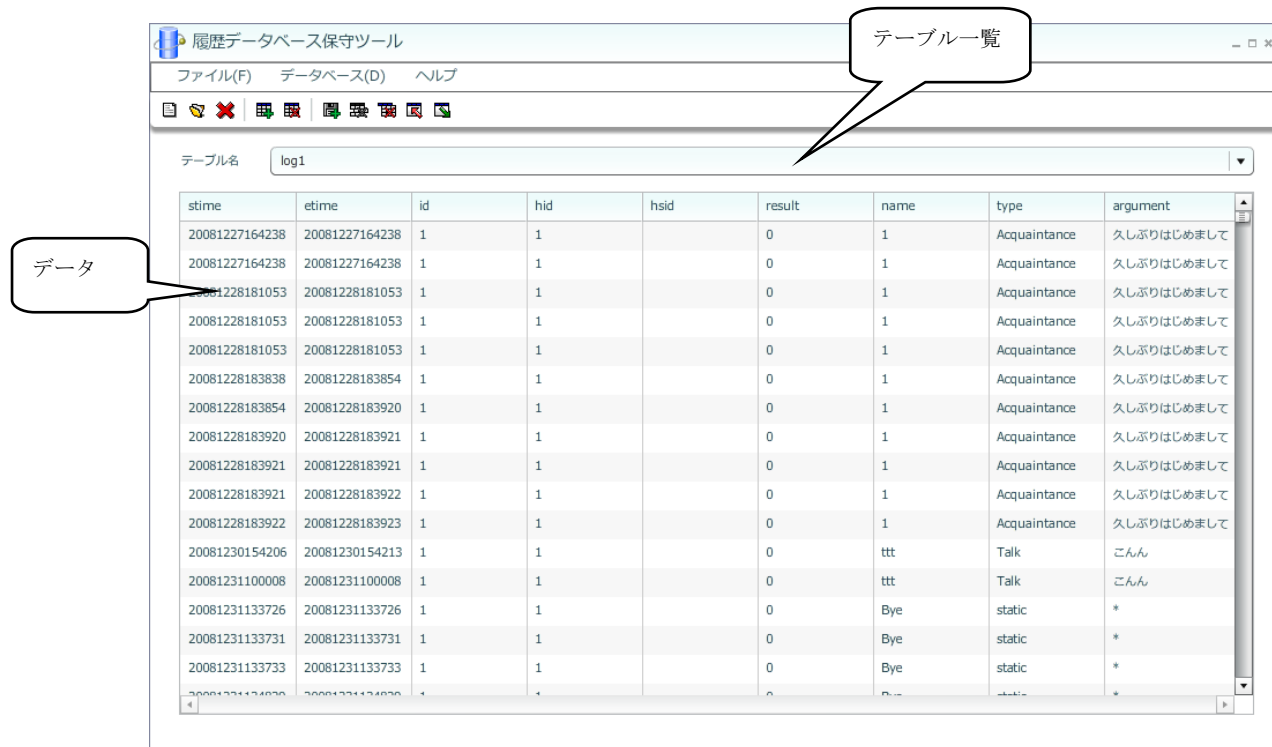 テーブル一覧
履歴データベース保守ツール
ファイル(F) データベース(D) ヘルプ
テーブル名 log1
stime etime id hid hsid result name type argument
データ
20081227164238 20081227164238 1 1 0 1 Acquaintance 久しぶりはじめまして
20081227164238 20081227164238 1 1 0 1 Acquaintance 久しぶりはじめまして
20081228181053 20081228181053 1 1 0 1 Acquaintance 久しぶりはじめまして
20081228181053 20081228181053 1 1 0 1 Acquaintance 久しぶりはじめまして
20081228181053 20081228181053 1 1 0 1 Acquaintance 久しぶりはじめまして
20081228183838 20081228183854 1 1 0 1 Acquaintance 久しぶりはじめまして
20081228183854 20081228183920 1 1 0 1 Acquaintance 久しぶりはじめまして
20081228183920 20081228183921 1 1 0 1 Acquaintance 久しぶりはじめまして
20081228183921 20081228183921 1 1 0 1 Acquaintance 久しぶりはじめまして
20081228183921 20081228183922 1 1 0 1 Acquaintance 久しぶりはじめまして
20081228183922 20081228183923 1 1 0 1 Acquaintance 久しぶりはじめまして
20081230154206 20081230154213 1 1 0 ttt Talk こんん
20081231100008 20081231100008 1 1 0 ttt Talk こんん
20081231133726 20081231133726 1 1 0 Bye static *
20081231133731 20081231133731 1 1 0 Bye static *
20081231133733 20081231133733 1 1 0 Bye static *